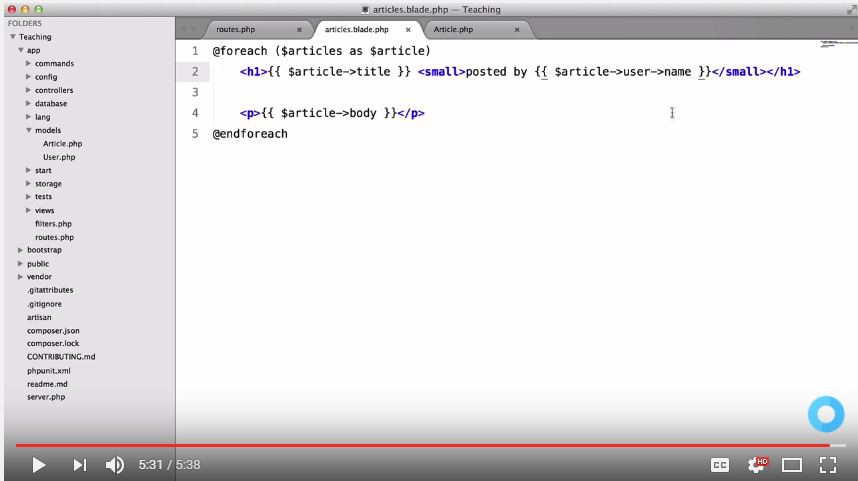 articles.blade.php — Teaching
FOLDERS
Teaching
app
commands
config
controllers
database
lang
models
Article.php
User.php
start
storage
tests
views
filters.php
routes.php
bootstrap
public
vendor
.gitattributes
.gitignore
artisan
composer.json
composer.lock
CONTRIBUTING.md
phpunit.xml
readme.md
server.php
routes.php × articles.blade.php × Article.php ×
1 @foreach ($articles as $article)
2 <h1>{{ $article->title }} <small>posted by {{ $article->user->name }}</small></h1>
3
4 <p>{{ $article->body }}</p>
5 @endforeach
5:31 / 5:38
CC HD